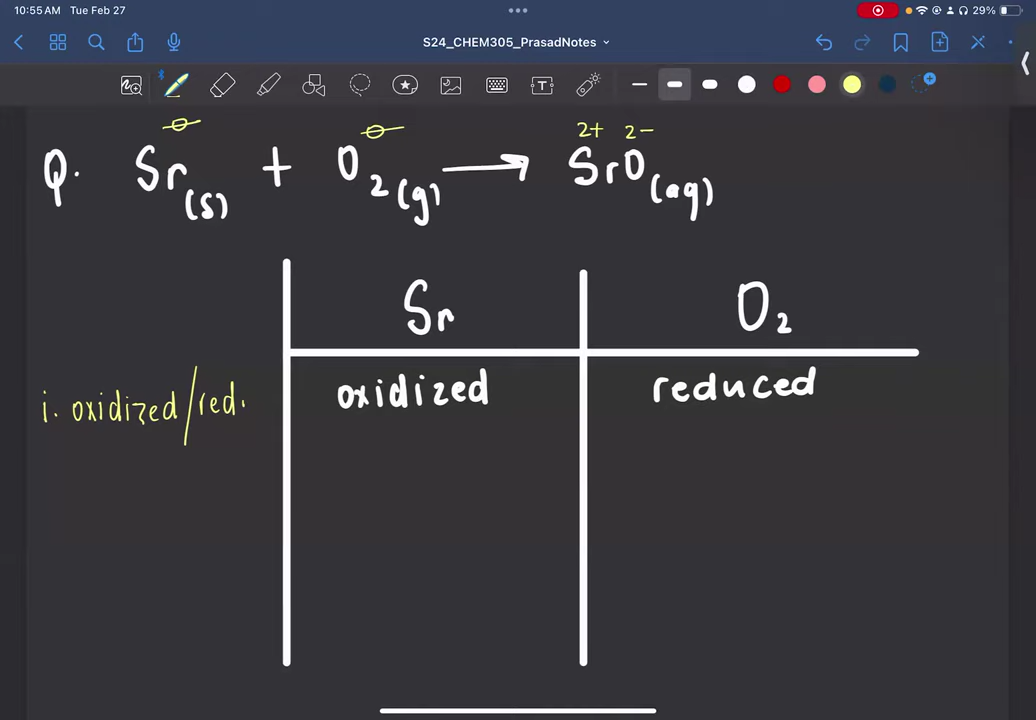 10:55 AM Tue Feb 27
29%
S24_CHEM305_PrasadNotes
0 0 2+ 2-
Q. Sr(s) + O2(g) → SrO(aq)
Sr O2
i. oxidized/red. oxidized reduced